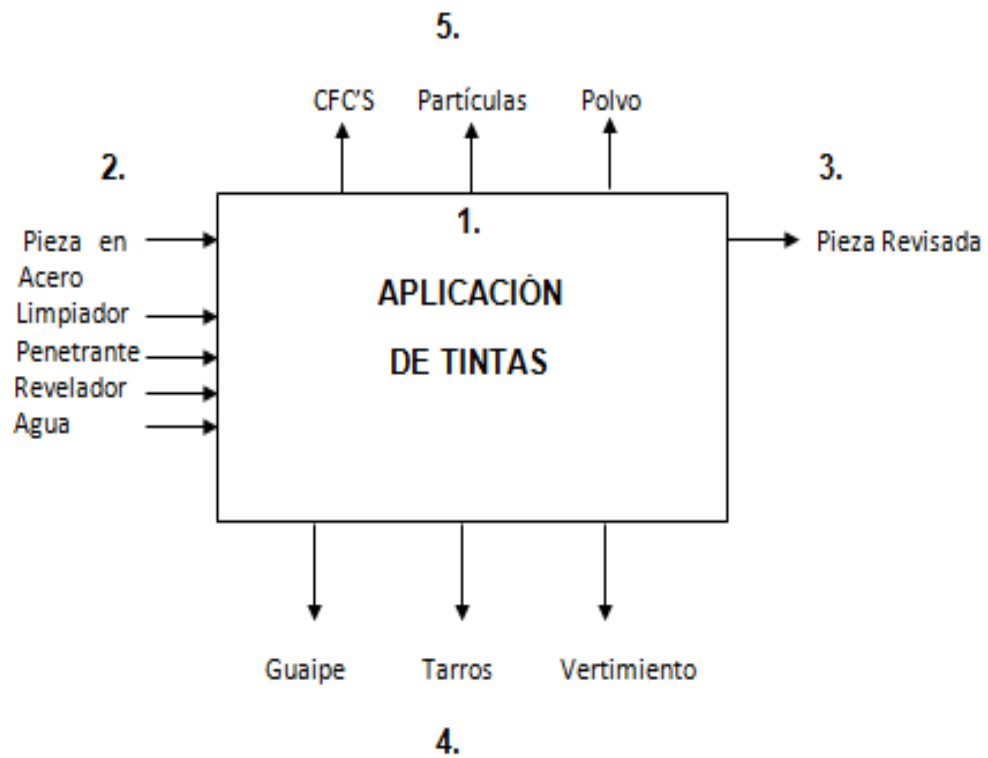 5.
CFC'S Partículas Polvo
2.
3.
1.
Pieza en
Acero
Pieza Revisada
APLICACIÓN
DE TINTAS
Limpiador
Penetrante
Revelador
Agua
Guaipe Tarros Vertimiento
4.